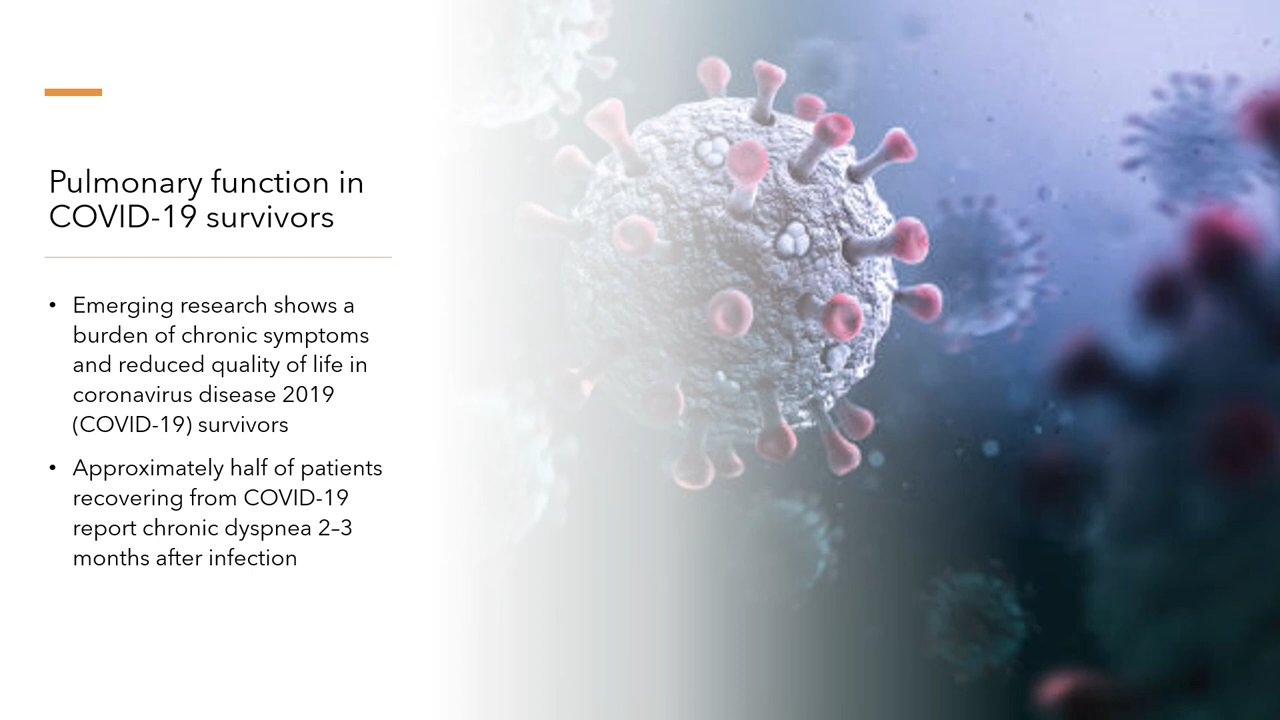 Pulmonary function in
COVID-19 survivors
• Emerging research shows a
burden of chronic symptoms
and reduced quality of life in
coronavirus disease 2019
(COVID-19) survivors
• Approximately half of patients
recovering from COVID-19
report chronic dyspnea 2–3
months after infection